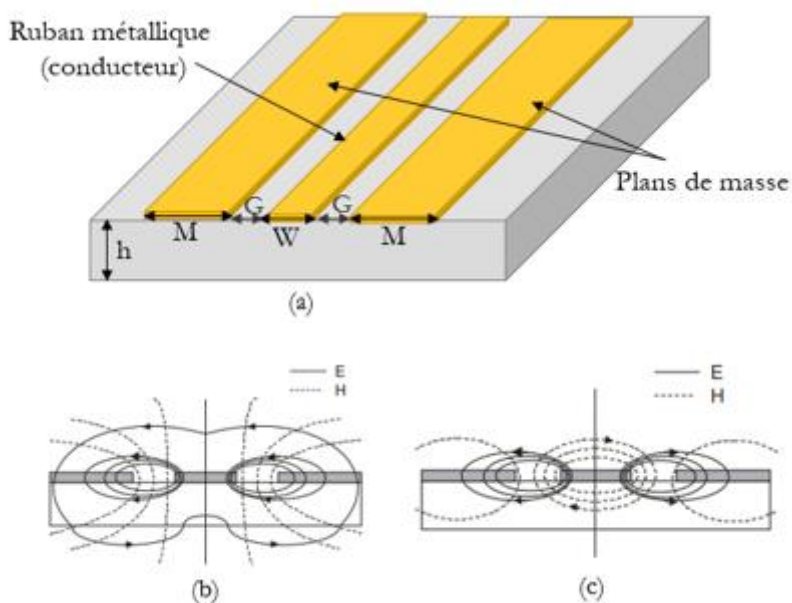 Ruban métallique
(conducteur)
Plans de masse
G
G
M
W
M
h
(a)
E
H
E
H
(b)
(c)